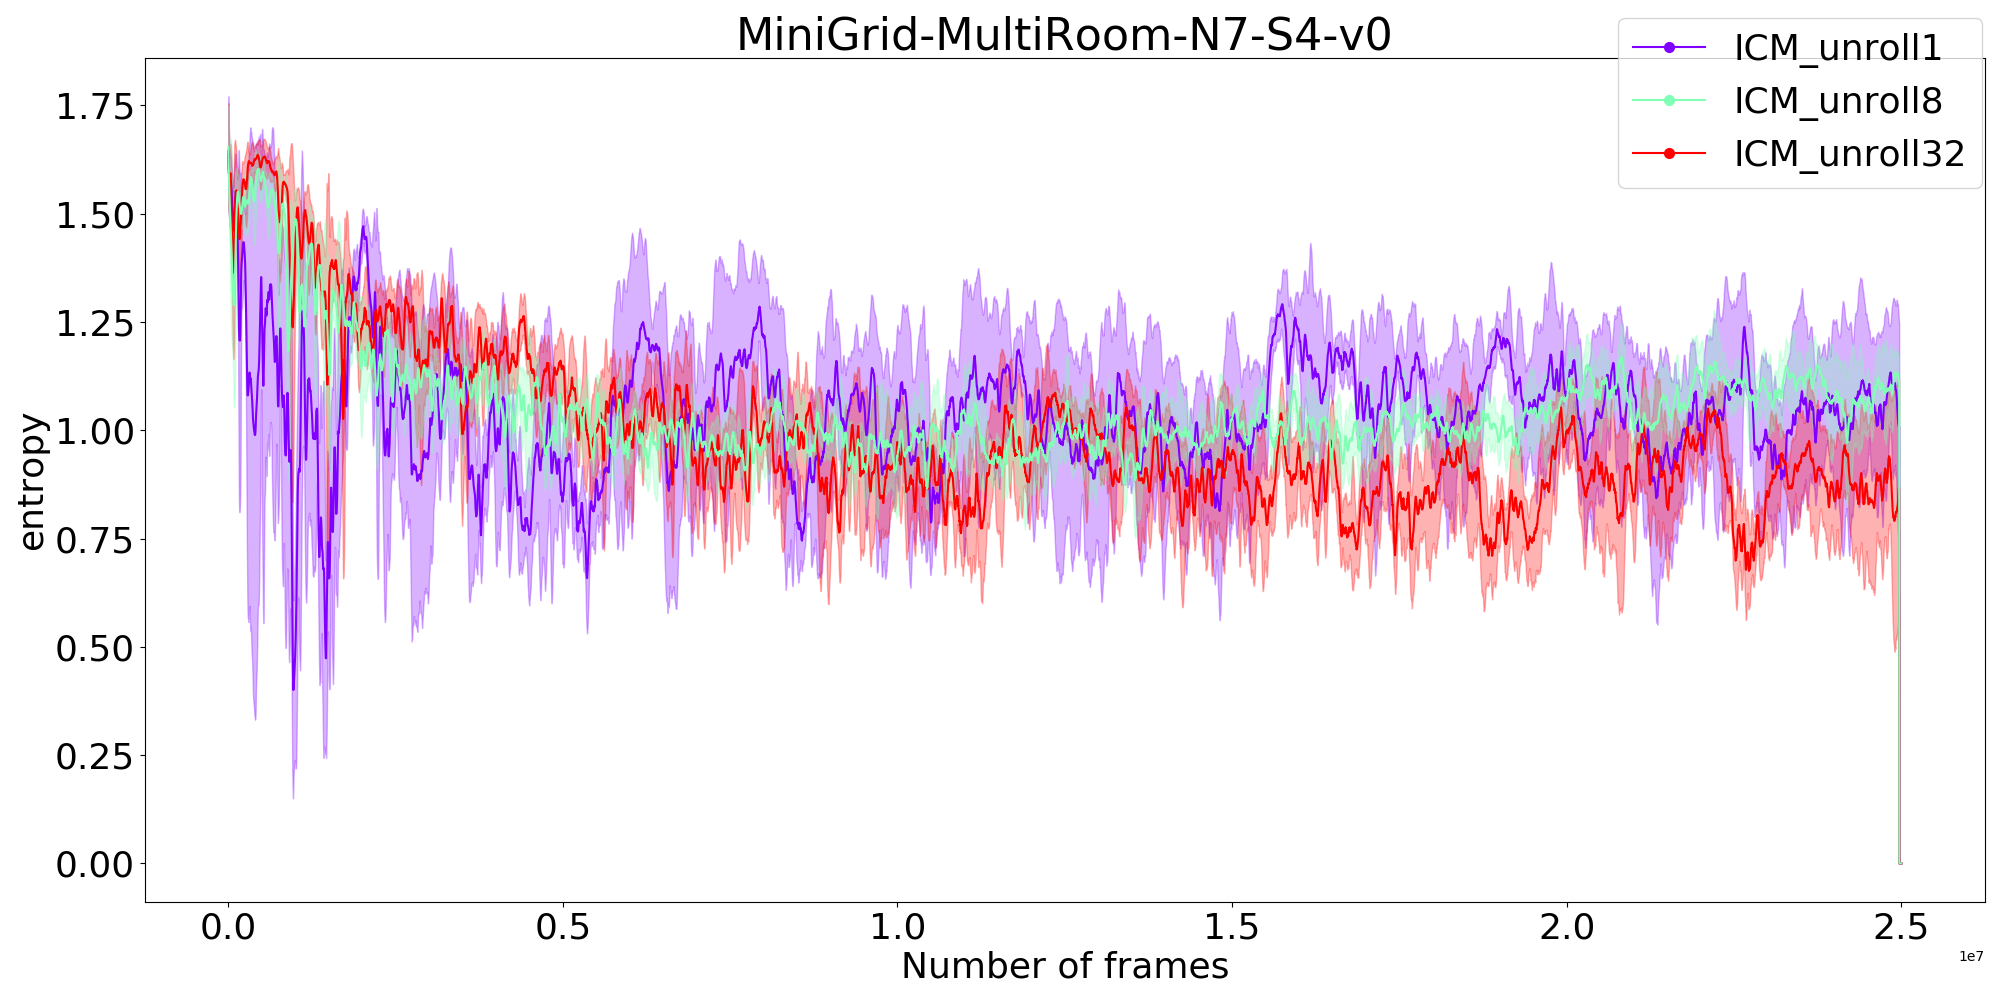 MiniGrid-MultiRoom-N7-S4-v0
ICM_unroll1
ICM_unroll8
ICM_unroll32
entropy
1.75
1.50
1.25
1.00
0.75
0.50
0.25
0.00
0.0 0.5 1.0 1.5 2.0 2.5
1e7
Number of frames